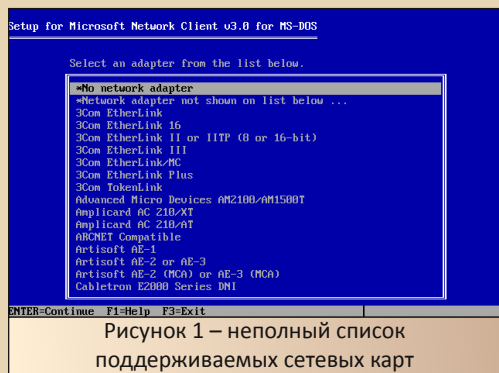 Setup for Microsoft Network Client v3.0 for MS-DOS
Select an adapter from the list below.
*No network adapter
*Network adapter not shown on list below ...
3Com EtherLink
3Com EtherLink 16
3Com EtherLink II or IITP (8 or 16-bit)
3Com EtherLink III
3Com EtherLink/MC
3Com EtherLink Plus
3Com TokenLink
Advanced Micro Devices AM2100/AM1500T
Amplicard AC 210/XT
Amplicard AC 210/AT
ARCNET Compatible
Artisoft AE-1
Artisoft AE-2 or AE-3
Artisoft AE-2 (MCA) or AE-3 (MCA)
Cabletron E2000 Series DNI
ENTER=Continue F1=Help F3=Exit
Рисунок 1 – неполный список
поддерживаемых сетевых карт